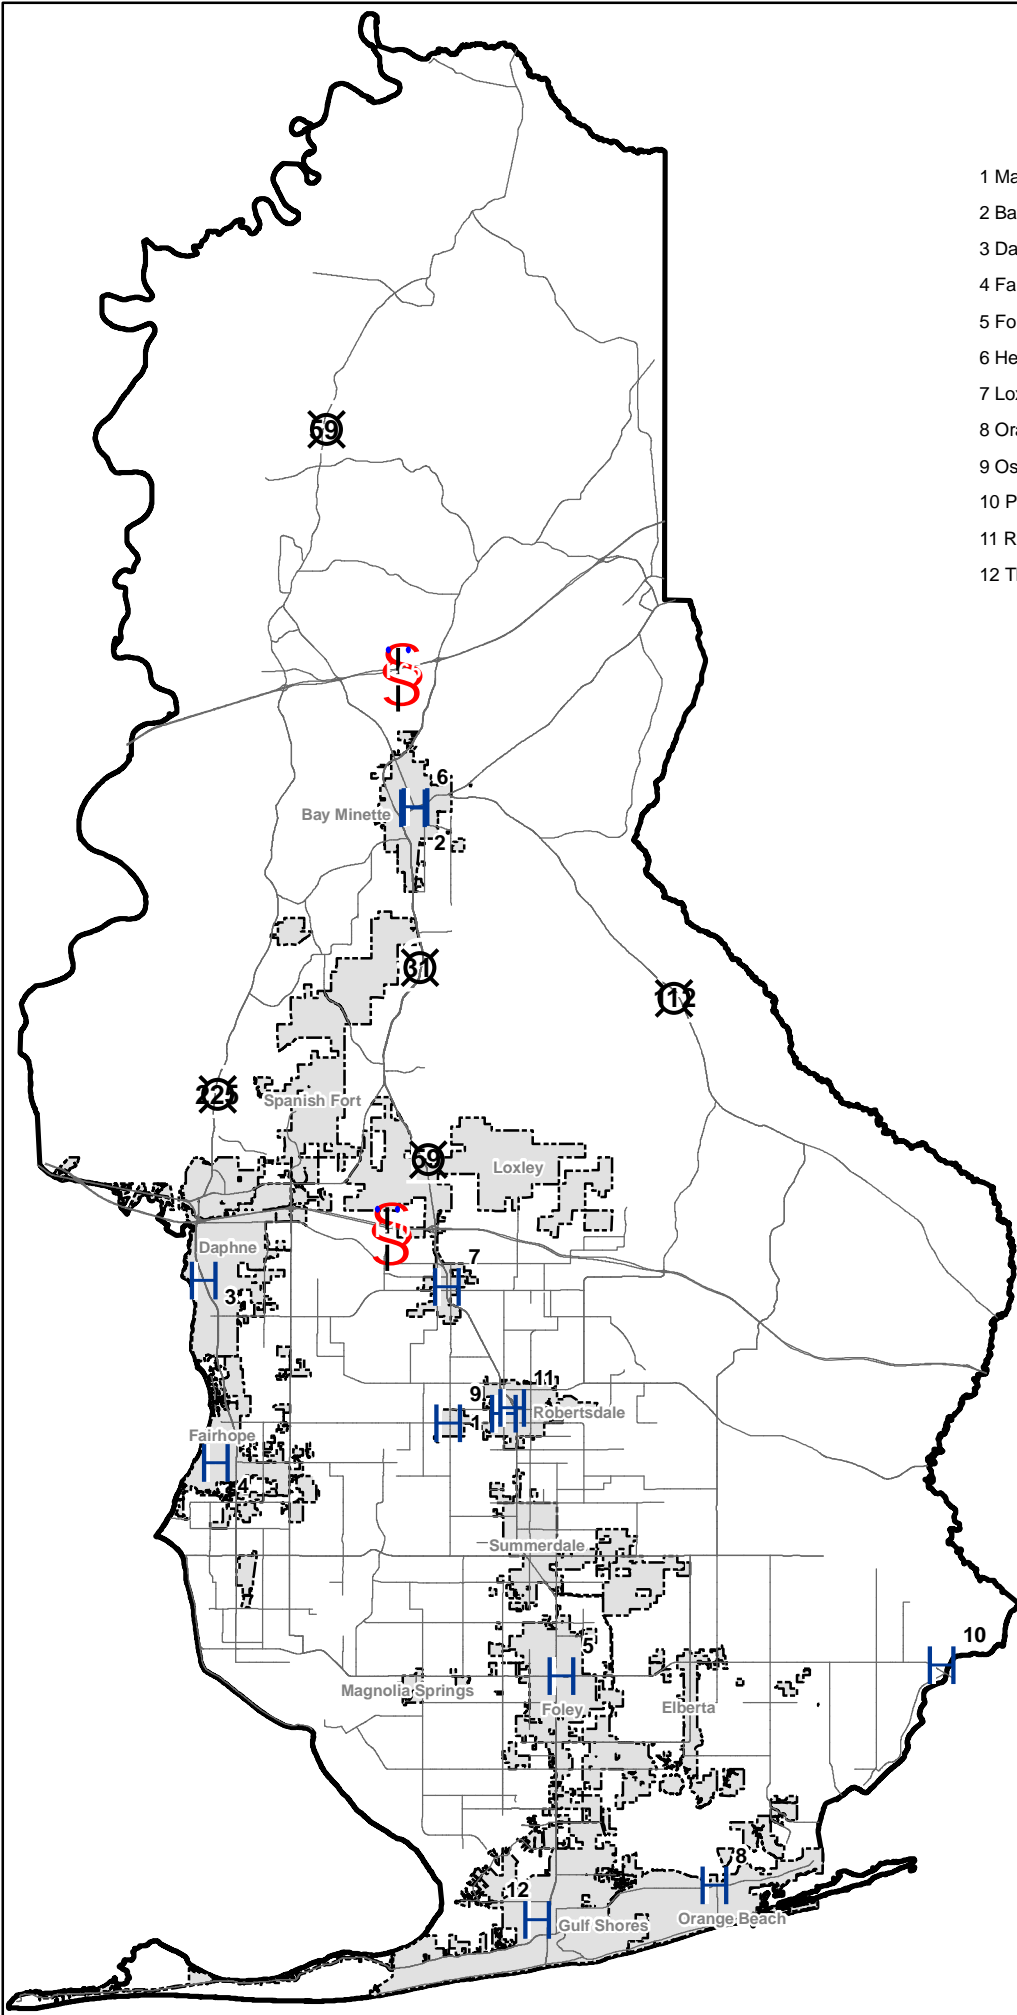 1 Ma
2 Ba
3 Da
4 Fa
5 Fo
6 He
7 Lo
8 Ora
9 Os
10 P
11 R
12 T
59
6
Bay Minette
2
31
112
225
Spanish Fort
59
Loxley
Daphne
7
3
11
9
Robertsdale
1
Fairhope
4
Summerdale
10
5
Magnolia Springs
Foley
Elberta
8
12
Orange Beach
Gulf Shores